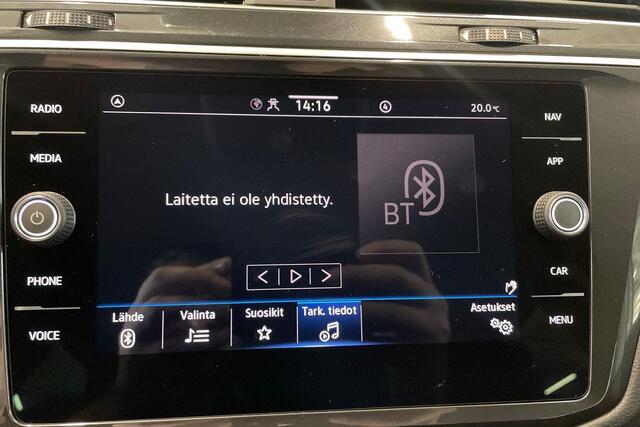 14:16
4
20.0°C
RADIO
MEDIA
PHONE
VOICE
Laitetta ei ole yhdistetty.
BT
Lähde
Valinta
Suosikit
Tark. tiedot
Asetukset
NAV
APP
CAR
MENU